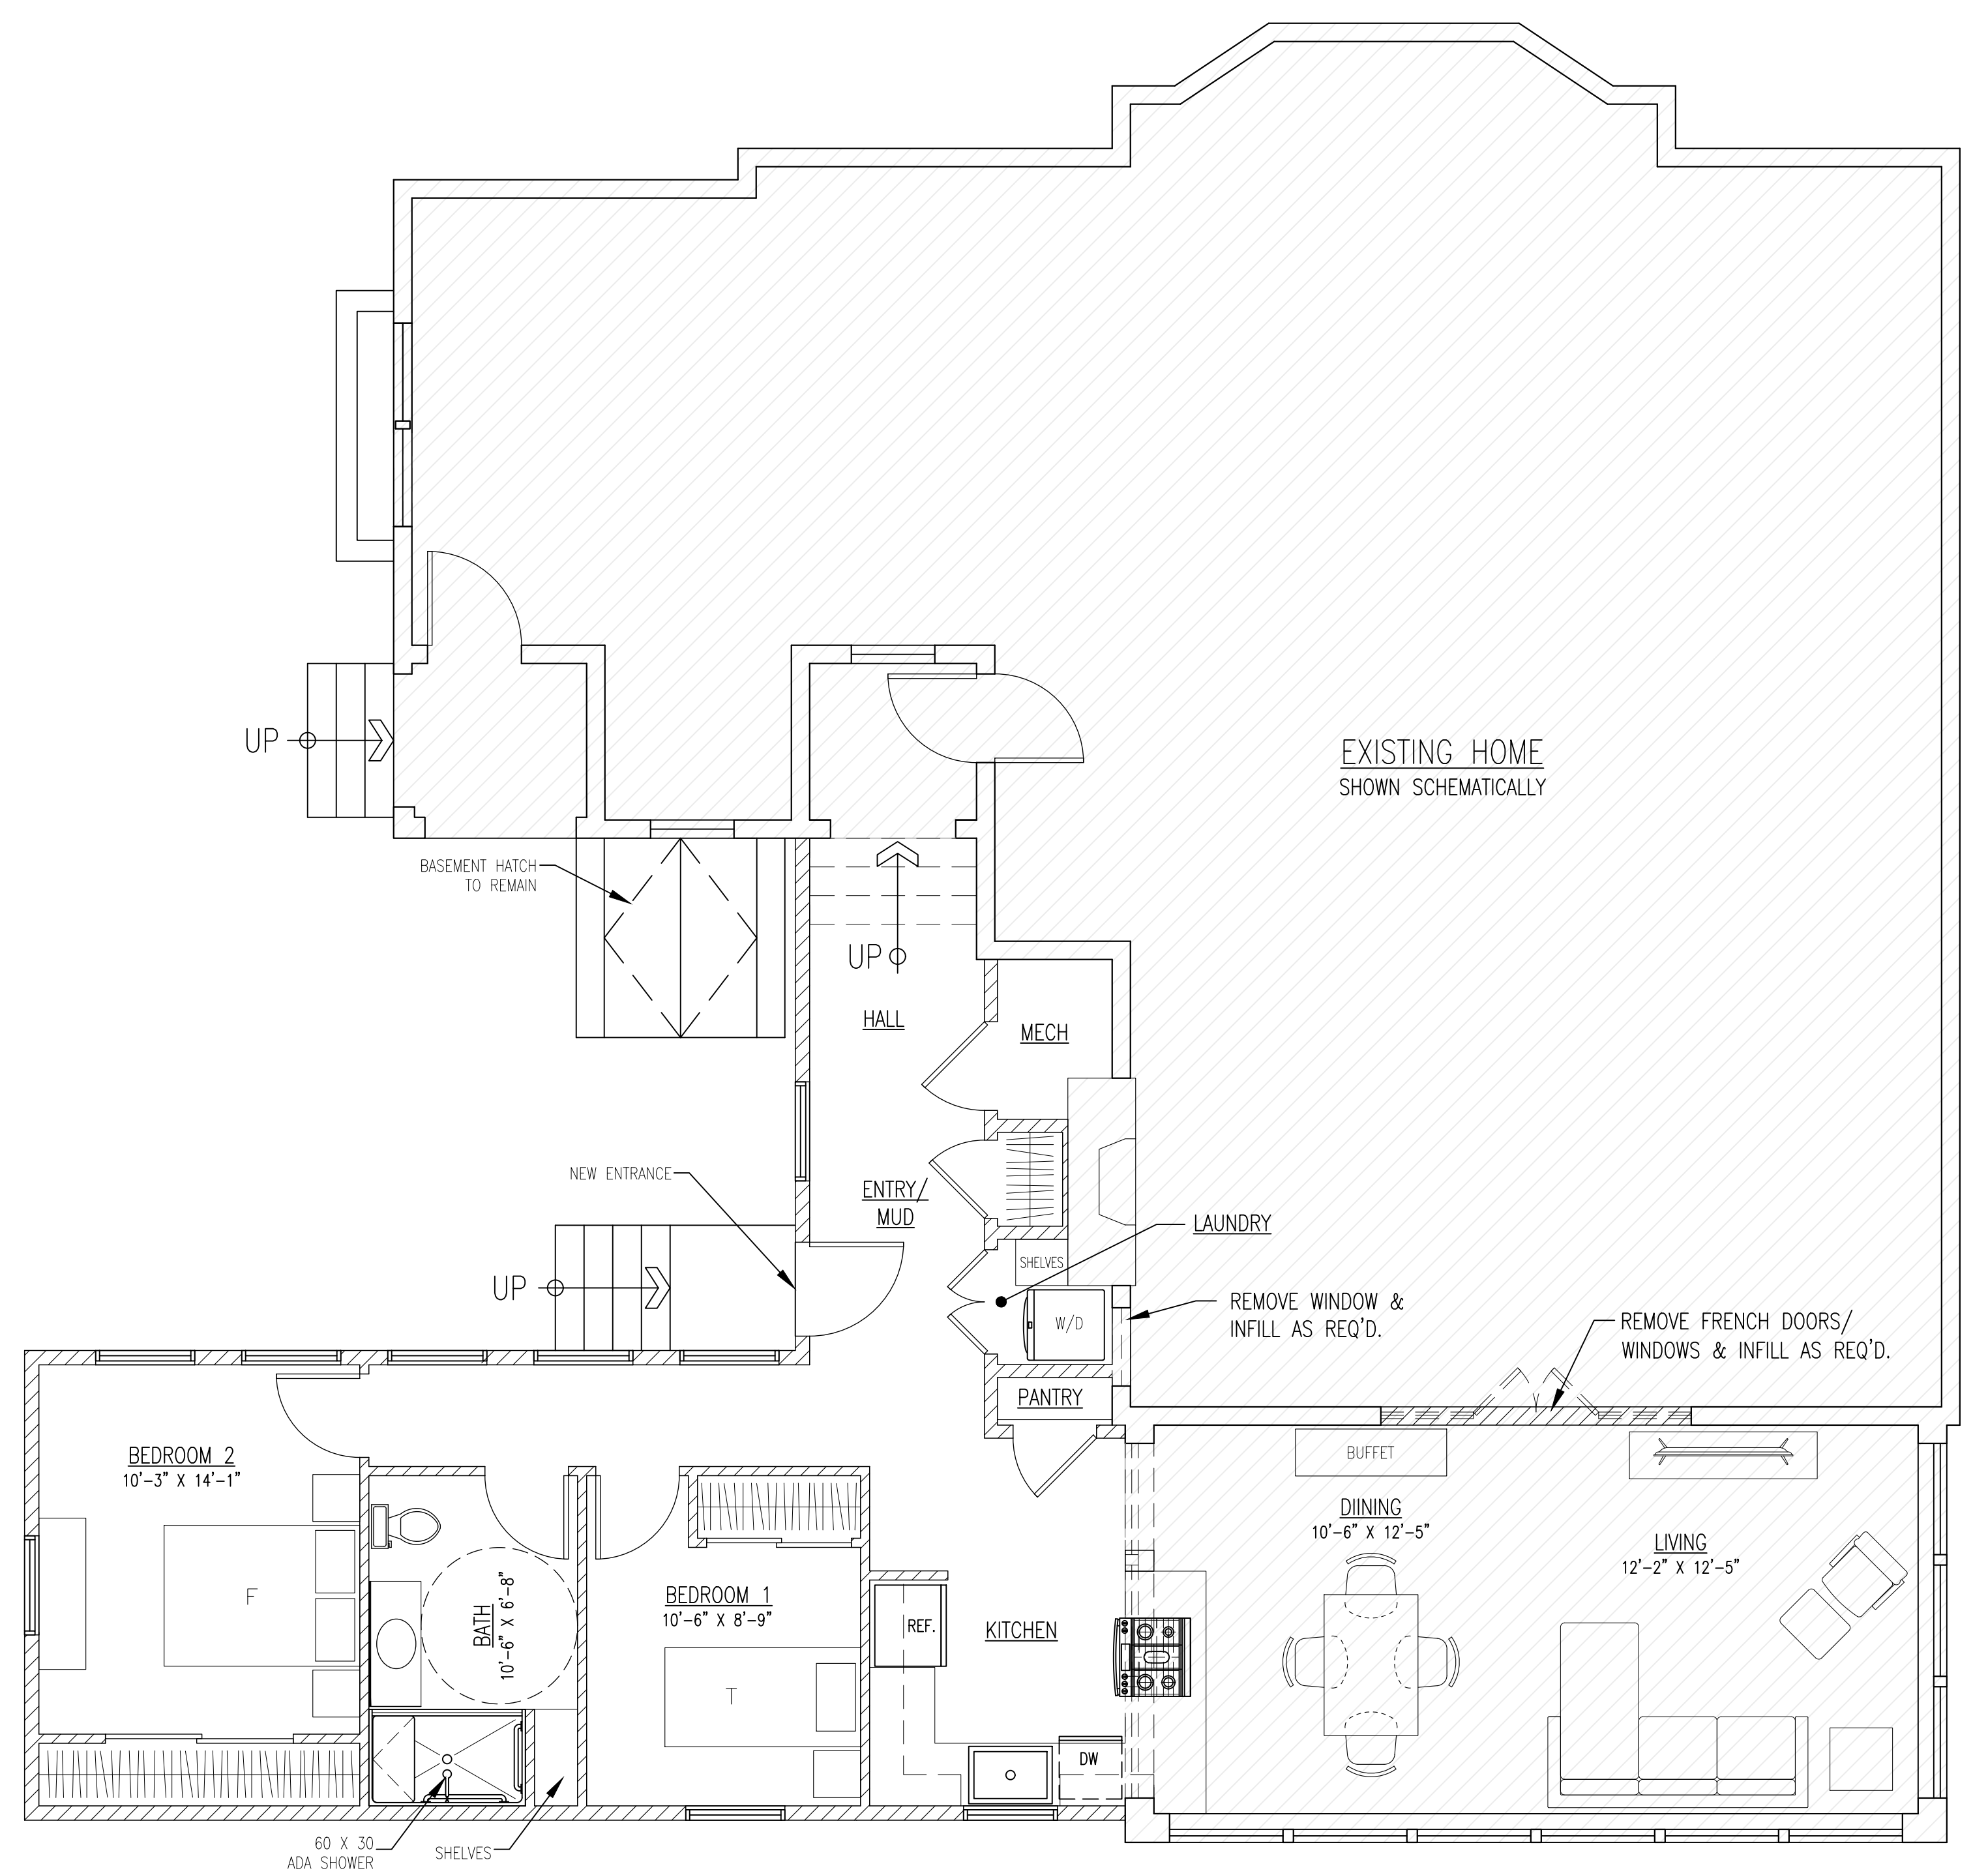 EXISTING HOME
SHOWN SCHEMATICALLY
UP
BASEMENT HATCH
TO REMAIN
UP
HALL
MECH
NEW ENTRANCE
ENTRY/
MUD
LAUNDRY
SHELVES
UP
W/D
REMOVE WINDOW &
INFILL AS REQ'D.
REMOVE FRENCH DOORS/
WINDOWS & INFILL AS REQ'D.
PANTRY
BEDROOM 2
10'-3" X 14'-1"
BUFFET
DIINING
10'-6" X 12'-5"
LIVING
12'-2" X 12'-5"
F
BATH
10'-6" X 6'-8"
BEDROOM 1
10'-6" X 8'-9"
T
REF.
KITCHEN
DW
60 X 30
ADA SHOWER
SHELVES